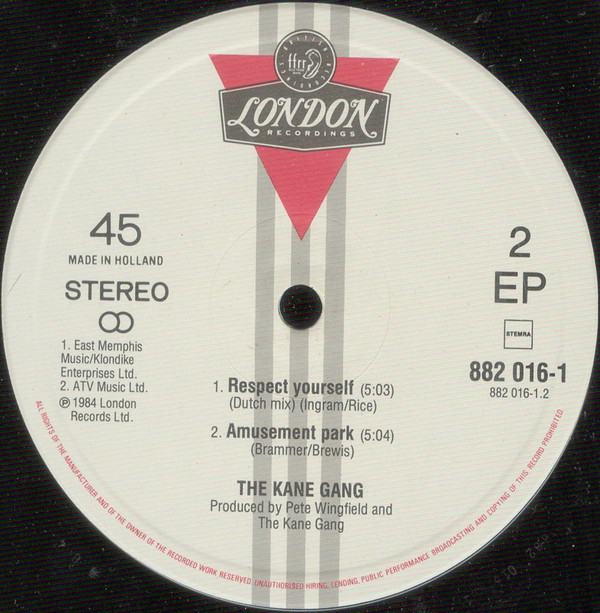 ffrr
LONDON
RECORDINGS
45
MADE IN HOLLAND
STEREO
1. East Memphis
Music/Klondike
Enterprises Ltd.
2. ATV Music Ltd.
℗ 1984 London
Records Ltd.
2
EP
STEMRA
882 016-1
882 016-1.2
1. Respect yourself (5:03)
(Dutch mix) (Ingram/Rice)
2. Amusement park (5:04)
(Brammer/Brewis)
THE KANE GANG
Produced by Pete Wingfield and
The Kane Gang
ALL RIGHTS OF THE MANUFACTURER AND OF THE OWNER OF THE RECORDED WORK RESERVED. UNAUTHORISED HIRING, LENDING, PUBLIC PERFORMANCE, BROADCASTING AND COPYING OF THIS RECORD PROHIBITED